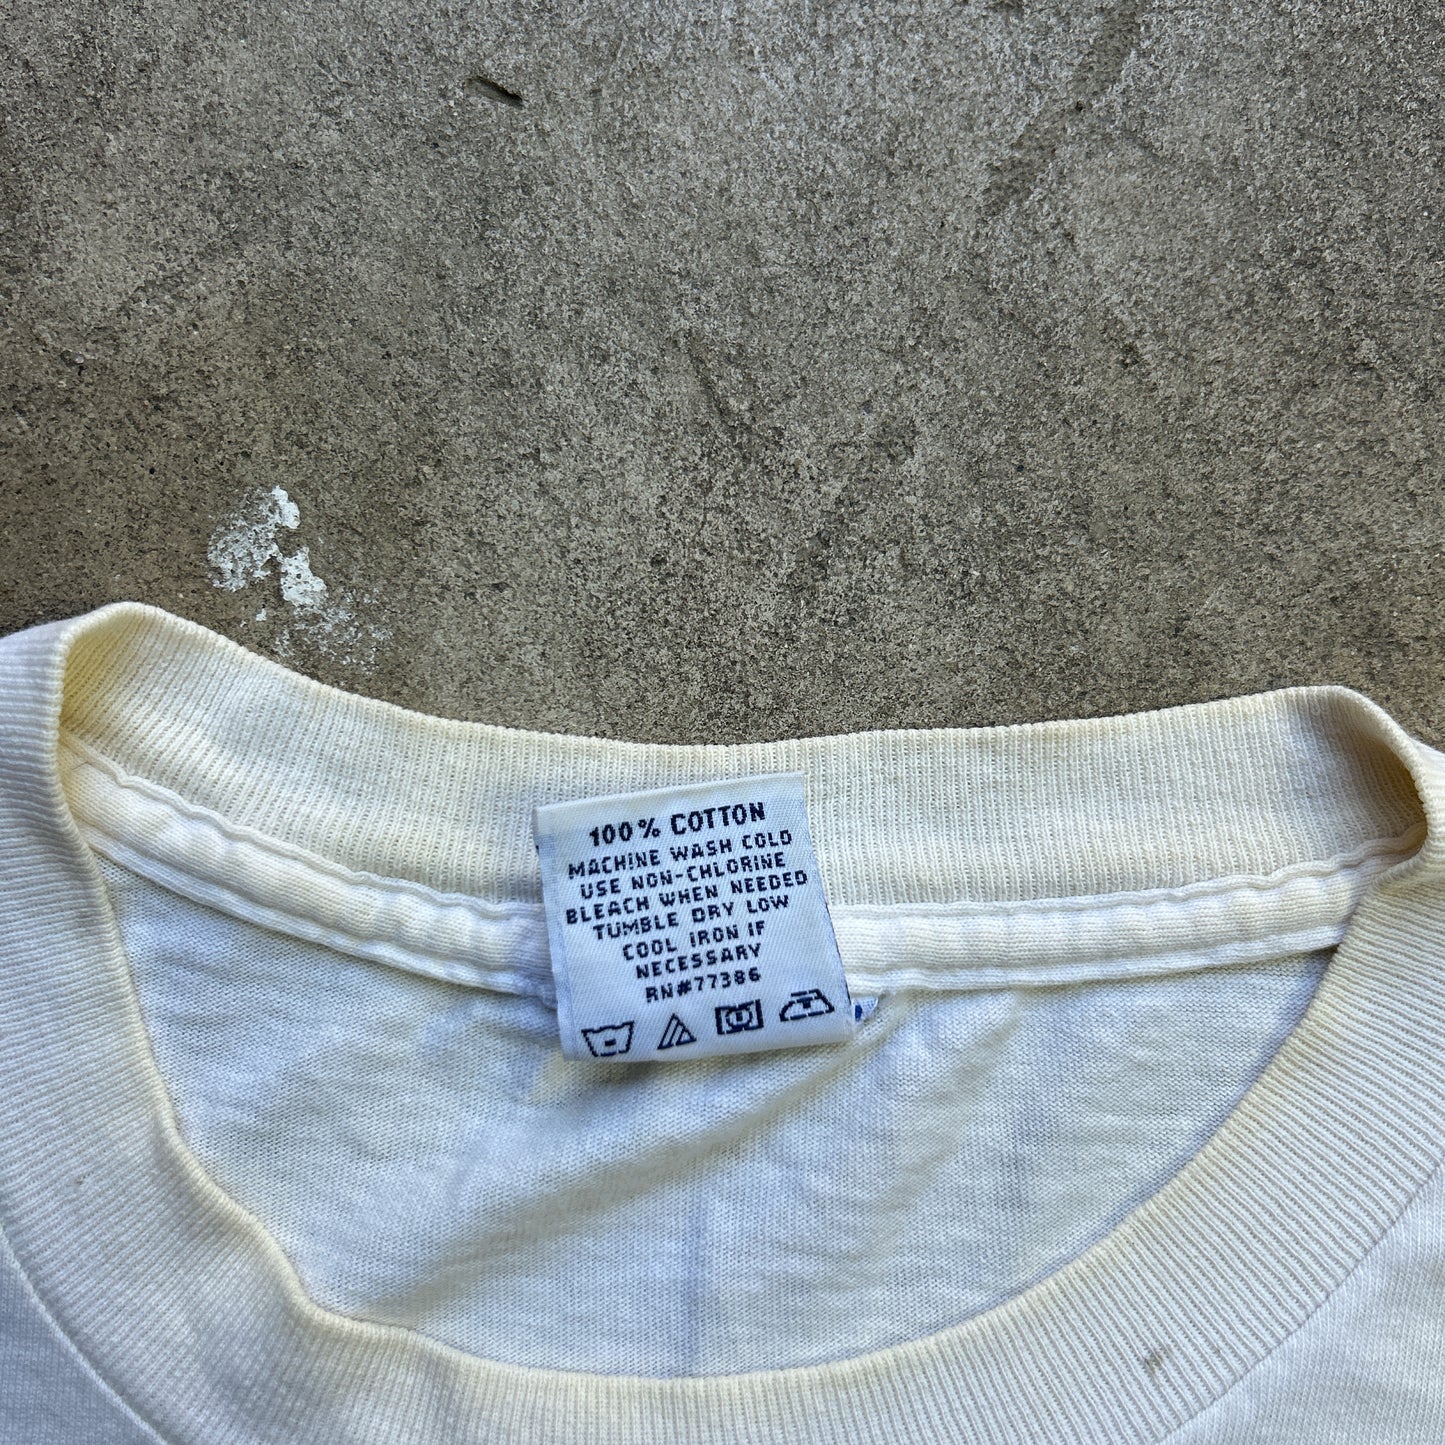 100% COTTON
MACHINE WASH COLD
USE NON-CHLORINE
BLEACH WHEN NEEDED
TUMBLE DRY LOW
COOL IRON IF
NECESSARY
RN#77386